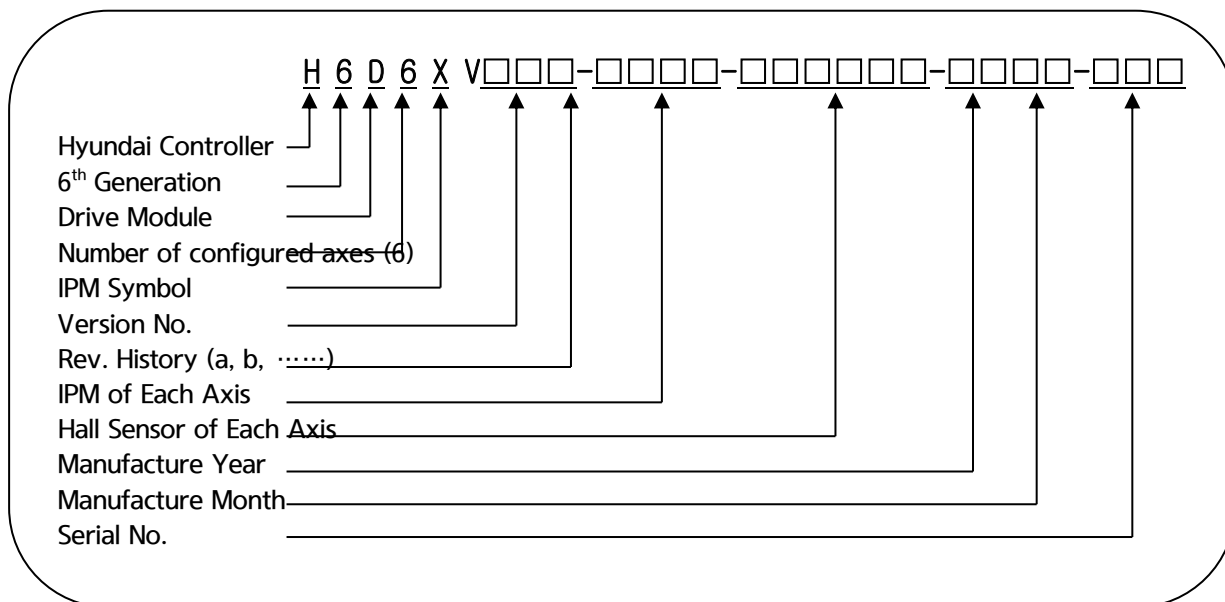 H 6 D 6 X V□□□-□□□□-□□□□□□-□□□□-□□□
Hyundai Controller
6th Generation
Drive Module
Number of configured axes (6)
IPM Symbol
Version No.
Rev. History (a, b, ……)
IPM of Each Axis
Hall Sensor of Each Axis
Manufacture Year
Manufacture Month
Serial No.